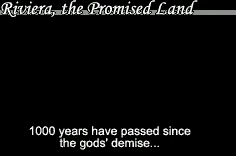 Riviera, the Promised Land
1000 years have passed since
the gods' demise...